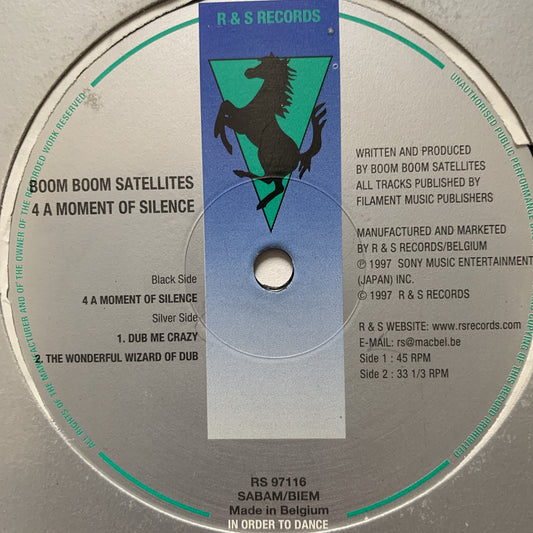 R & S RECORDS
BOOM BOOM SATELLITES
4 A MOMENT OF SILENCE
Black Side
4 A MOMENT OF SILENCE
Silver Side
1. DUB ME CRAZY
2. THE WONDERFUL WIZARD OF DUB
WRITTEN AND PRODUCED
BY BOOM BOOM SATELLITES
ALL TRACKS PUBLISHED BY
FILAMENT MUSIC PUBLISHERS
MANUFACTURED AND MARKETED
BY R & S RECORDS/BELGIUM
℗ 1997 SONY MUSIC ENTERTAINMENT
(JAPAN) INC.
© 1997 R & S RECORDS
R & S WEBSITE: www.rsrecords.com
E-MAIL: rs@macbel.be
Side 1 : 45 RPM
Side 2 : 33 1/3 RPM
RS 97116
SABAM/BIEM
Made in Belgium
IN ORDER TO DANCE
ALL RIGHTS OF THE MANUFACTURER AND OF THE OWNER OF THE RECORDED WORK RESERVED
UNAUTHORISED PUBLIC PERFORMANCE
COPYING OF THIS RECORD PROHIBITED